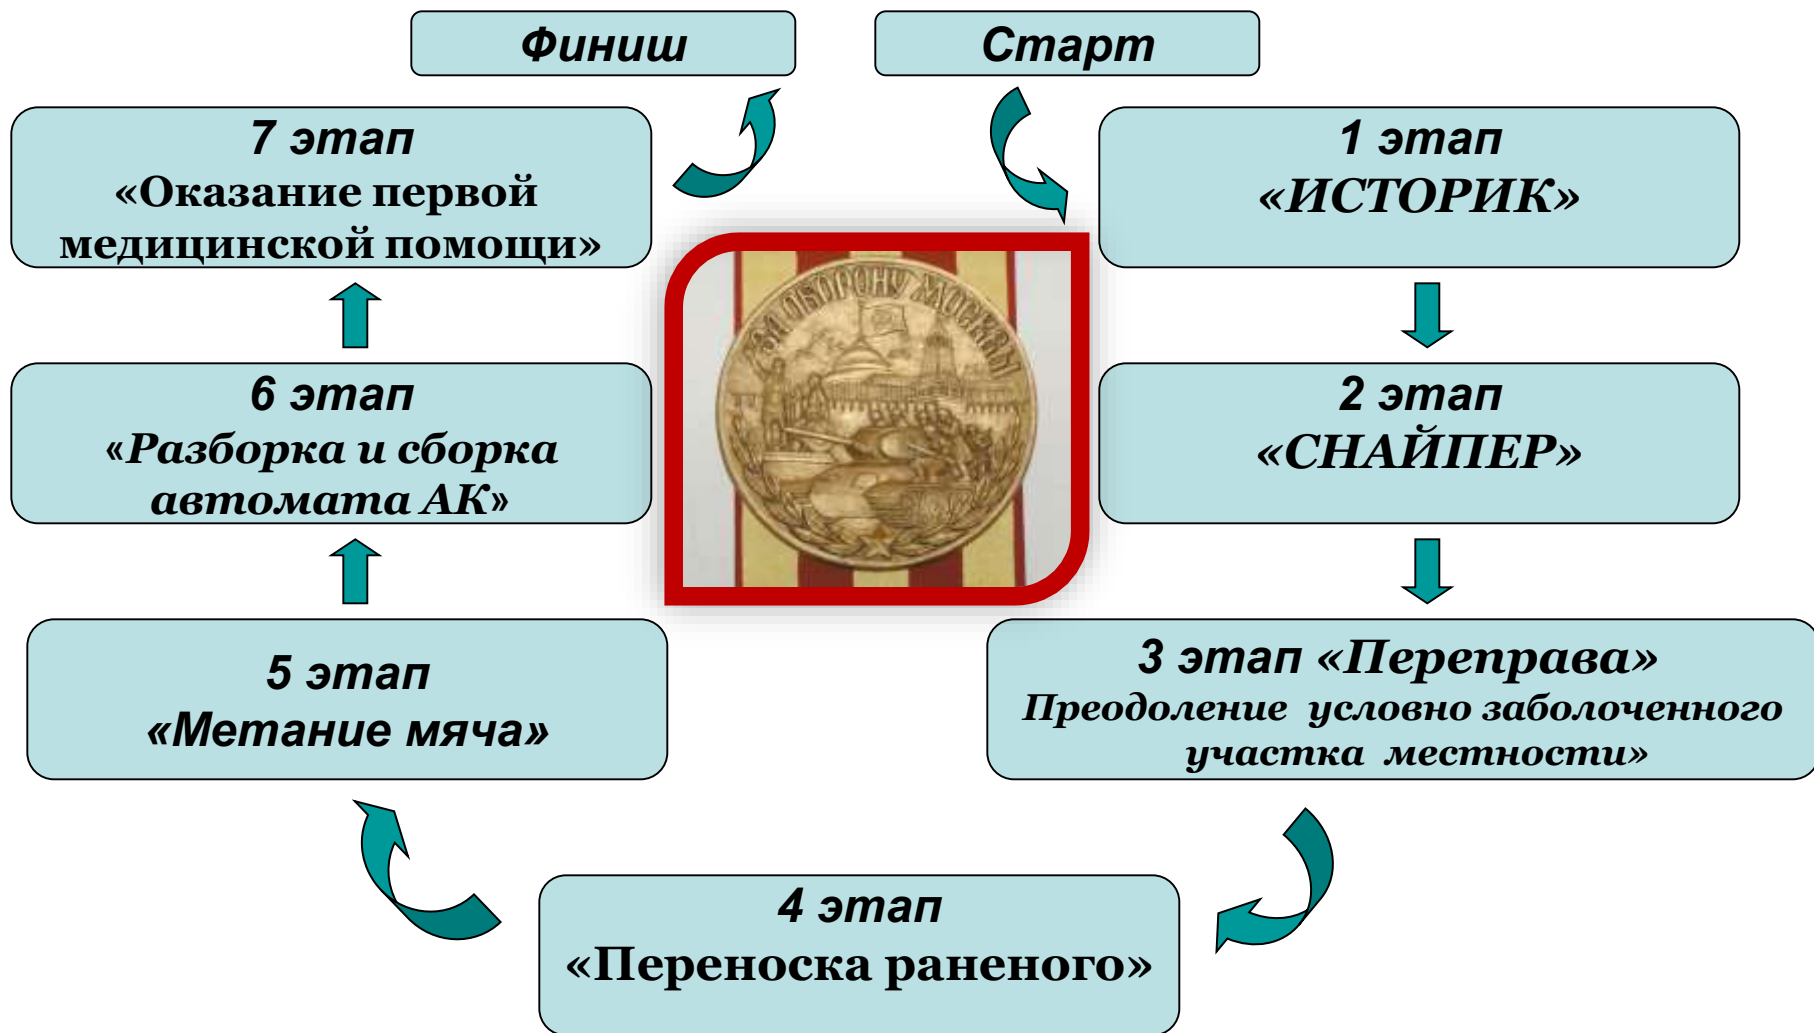 Финиш
Старт
1 этап
«ИСТОРИК»
2 этап
«СНАЙПЕР»
3 этап «Переправа»
Преодоление условно заболоченного
участка местности»
4 этап
«Переноска раненого»
5 этап
«Метание мяча»
6 этап
«Разборка и сборка
автомата АК»
7 этап
«Оказание первой
медицинской помощи»
ЗА ОБОРОНУ МОСКВЫ